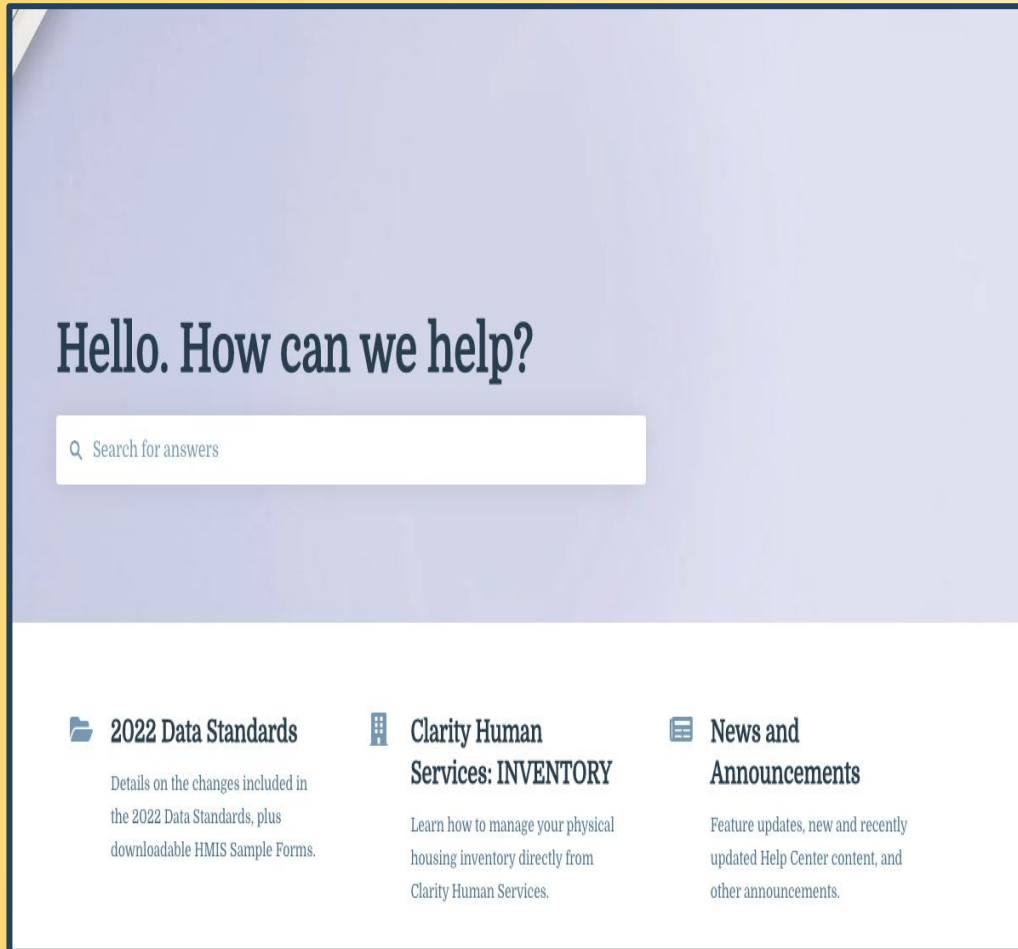 Hello. How can we help?
Search for answers
2022 Data Standards
Details on the changes included in
the 2022 Data Standards, plus
downloadable HMIS Sample Forms.
Clarity Human
Services: INVENTORY
Learn how to manage your physical
housing inventory directly from
Clarity Human Services.
News and
Announcements
Feature updates, new and recently
updated Help Center content, and
other announcements.